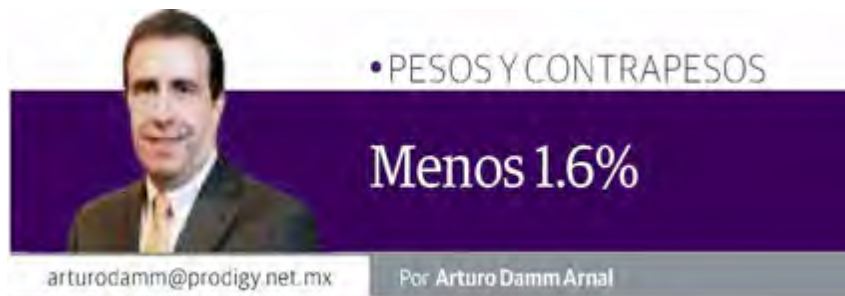 •PESOS Y CONTRAPESOS
Menos 1.6%
arturodamm@prodigy.net.mx
Por Arturo Damm Arnal